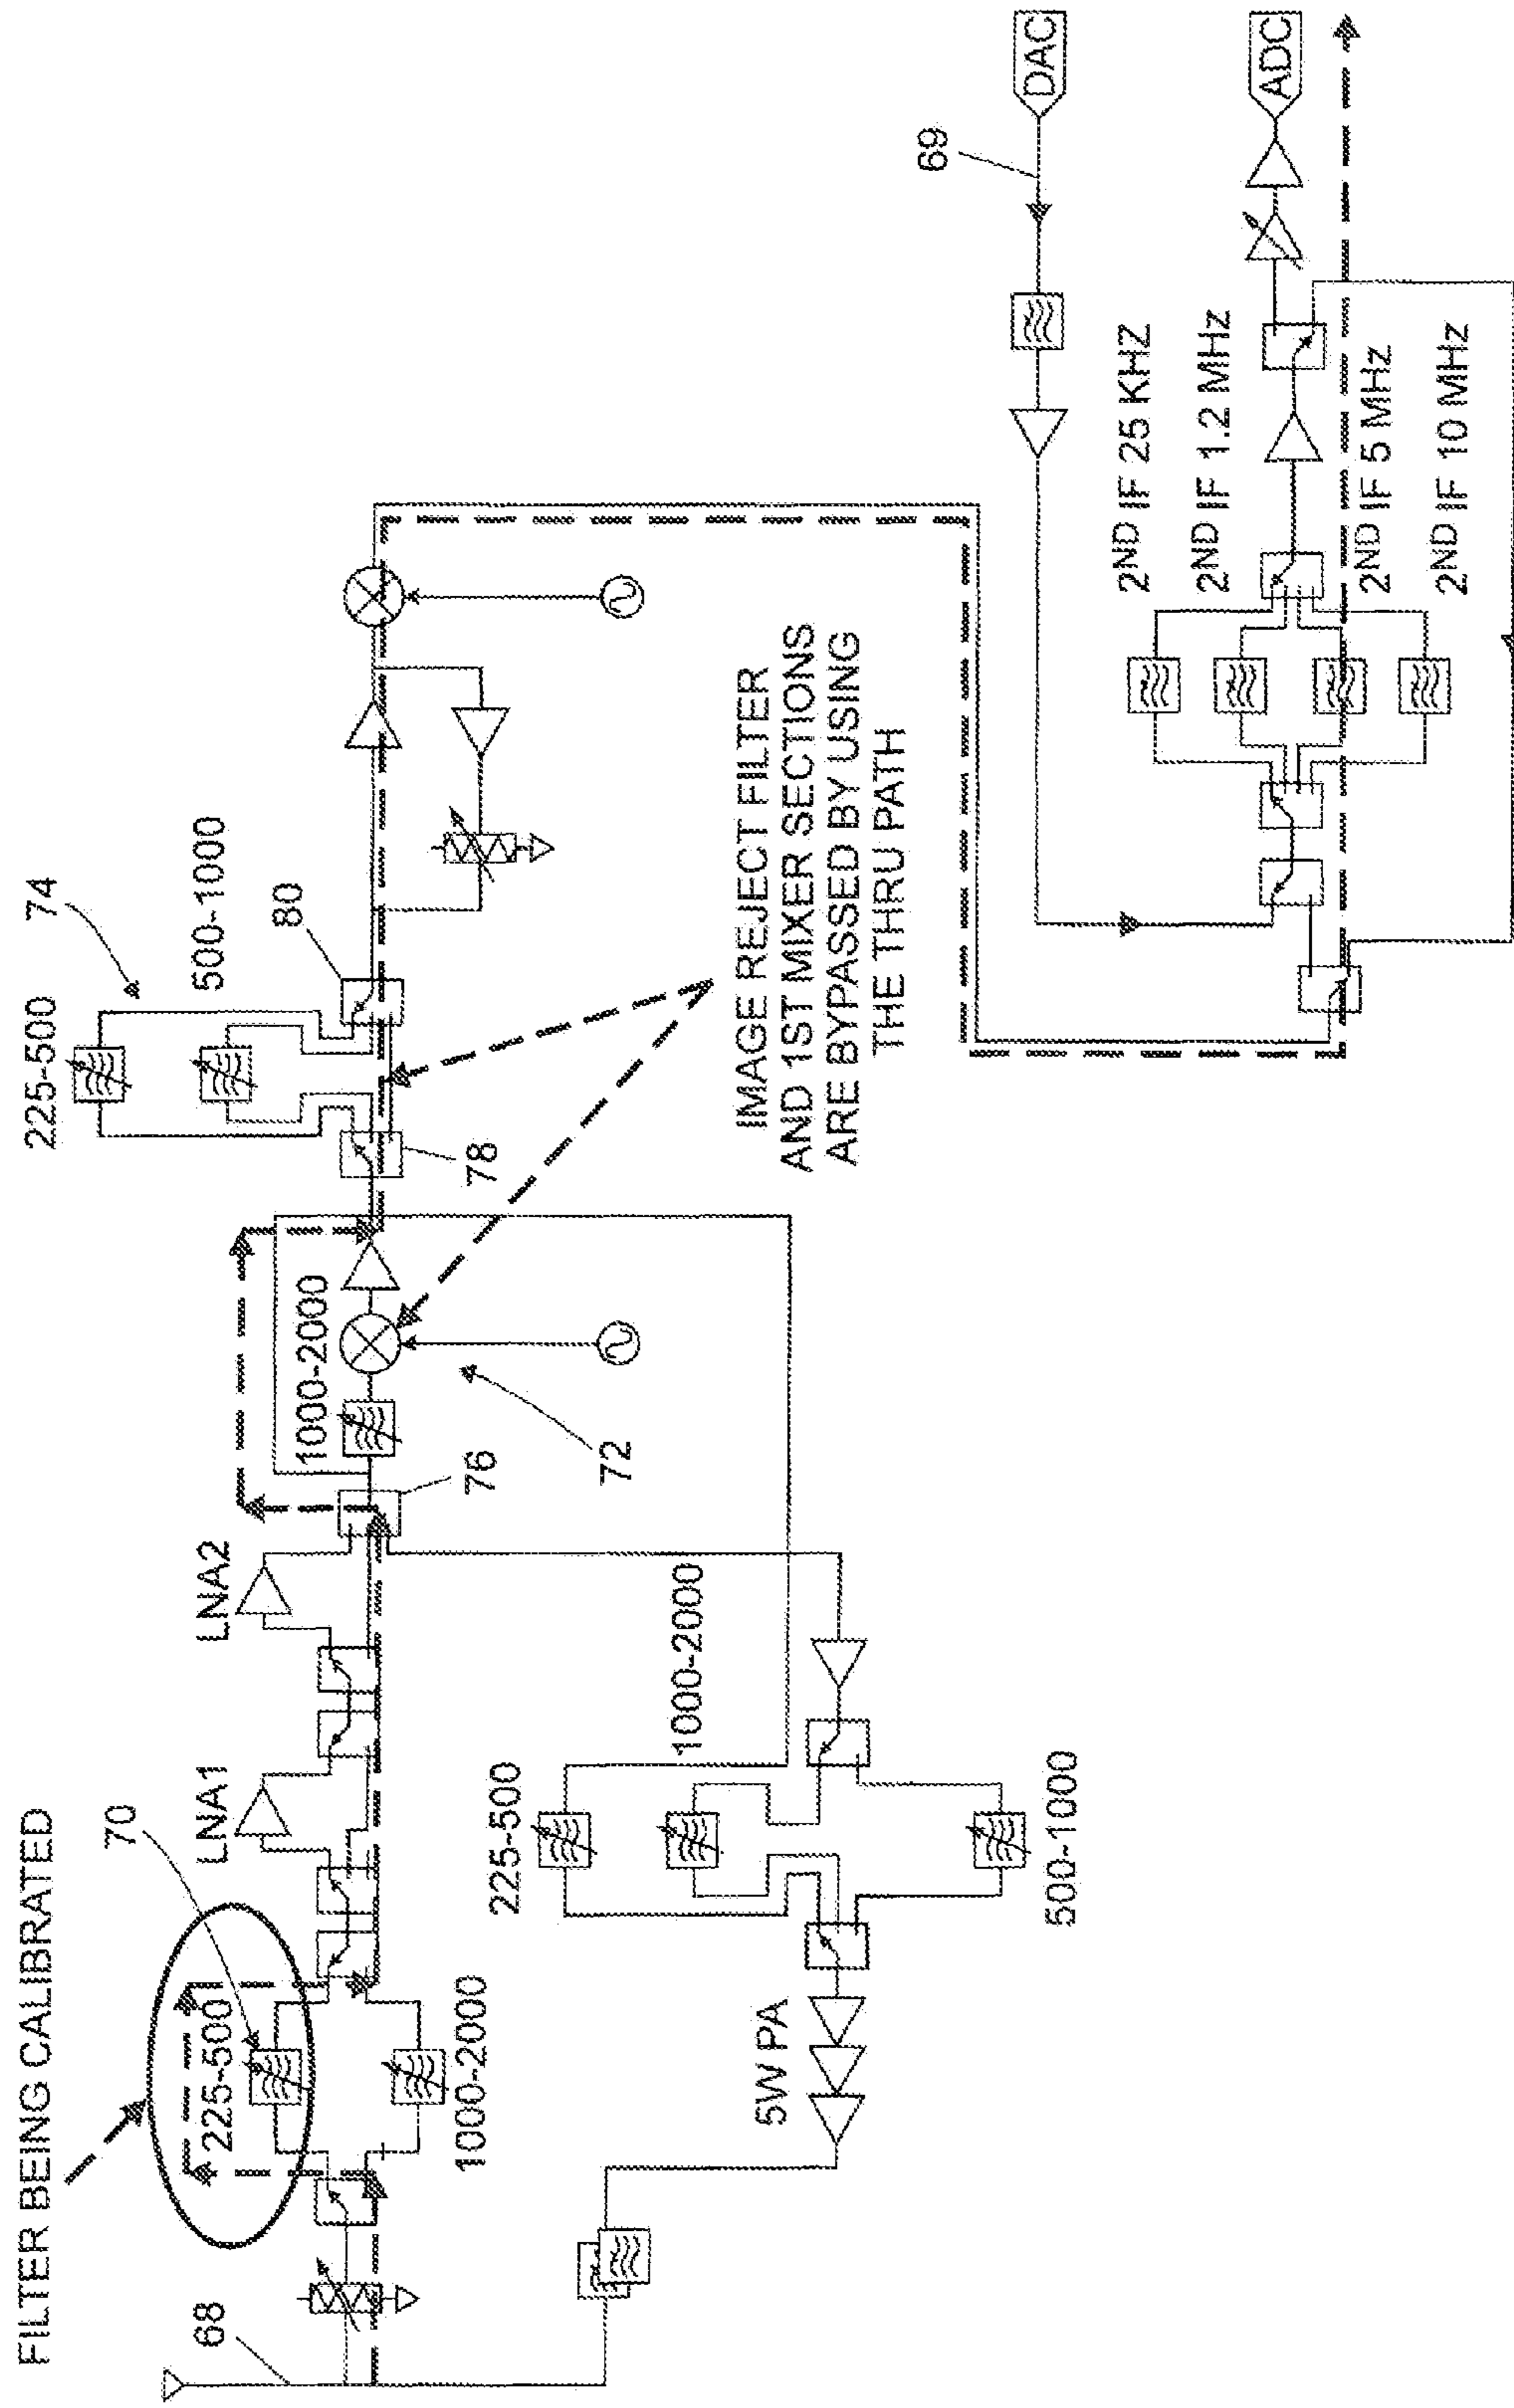 FILTER BEING CALIBRATED
70
225-500
1000-2000
68
LNA1
LNA2
76
1000-2000
72
225-500
74
500-1000
78
80
IMAGE REJECT FILTER
AND 1ST MIXER SECTIONS
ARE BYPASSED BY USING
THE THRU PATH
5W PA
225-500
1000-2000
500-1000
69
DAC
ADC
2ND IF 25 KHZ
2ND IF 1.2 MHz
2ND IF 5 MHz
2ND IF 10 MHz